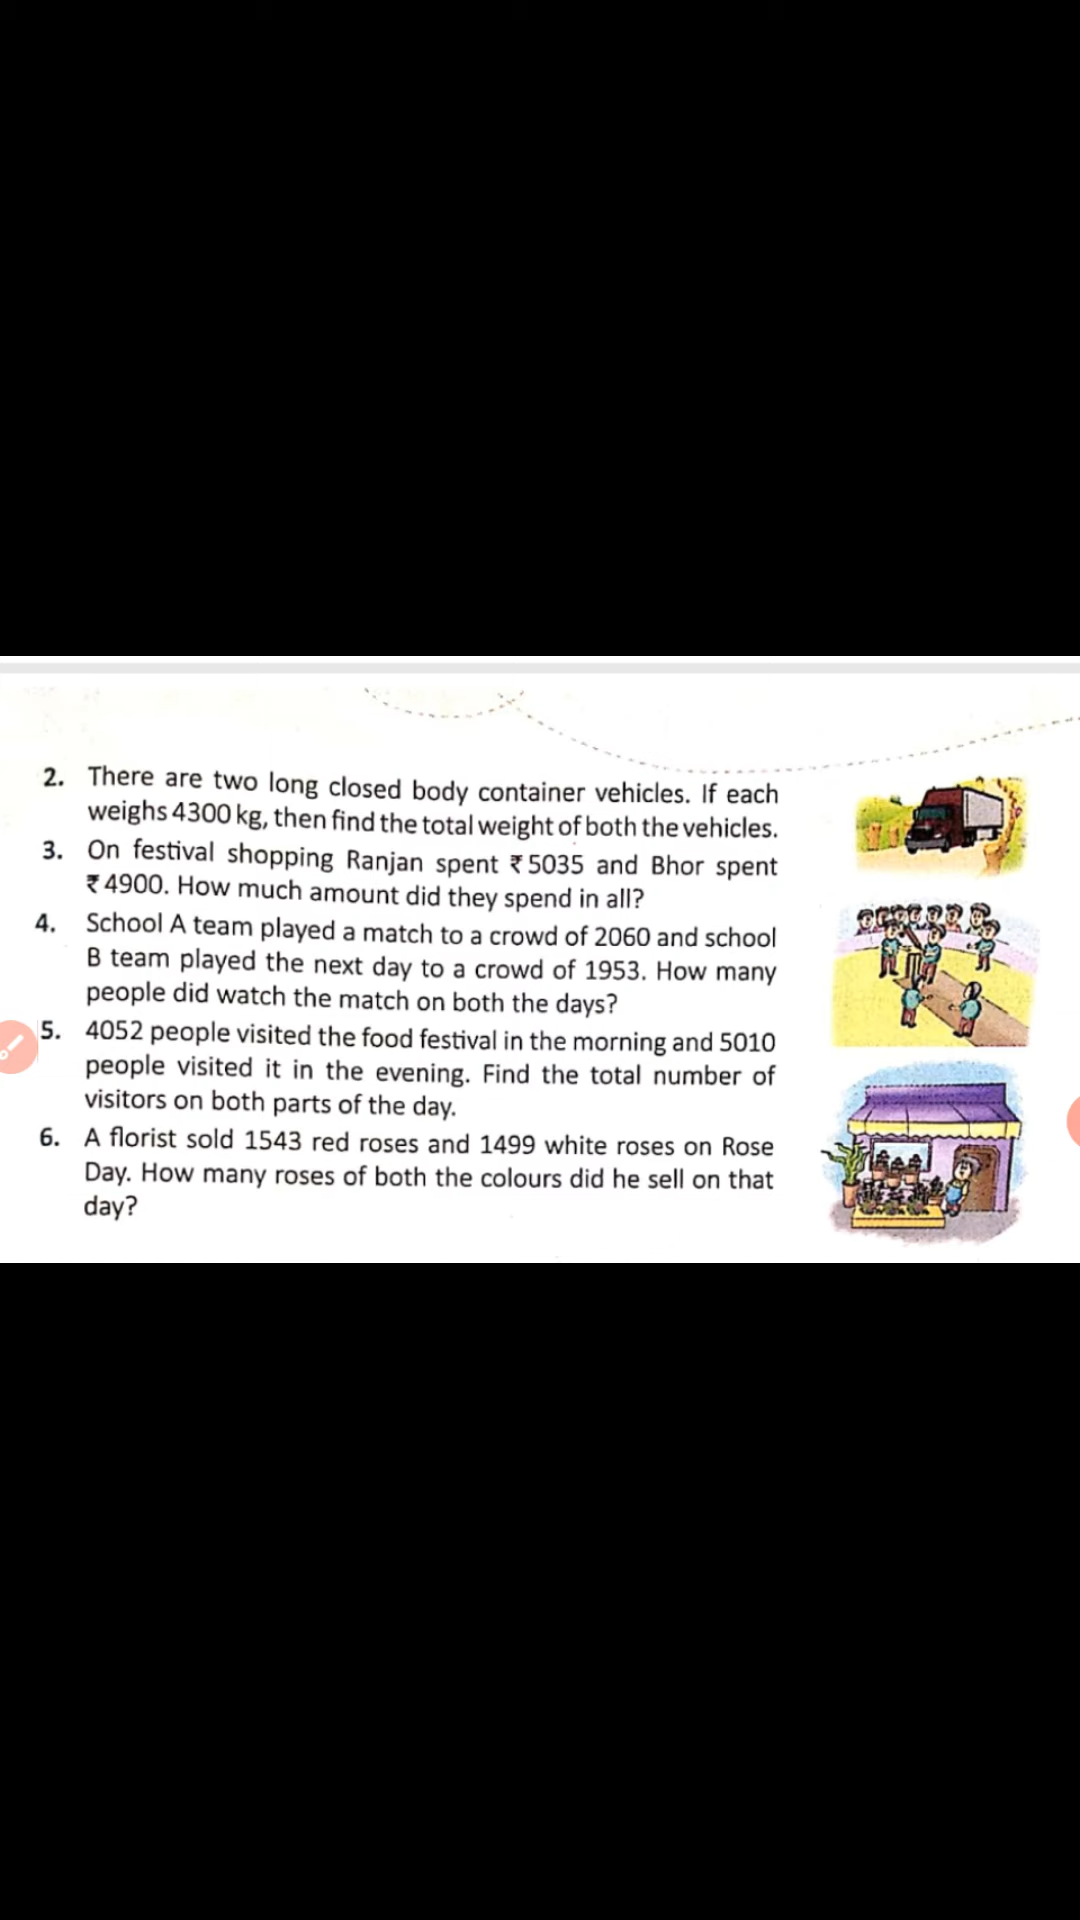 2. There are two long closed body container vehicles. If each
weighs 4300 kg, then find the total weight of both the vehicles.
3. On festival shopping Ranjan spent ₹ 5035 and Bhor spent
₹ 4900. How much amount did they spend in all?
4. School A team played a match to a crowd of 2060 and school
B team played the next day to a crowd of 1953. How many
people did watch the match on both the days?
5. 4052 people visited the food festival in the morning and 5010
people visited it in the evening. Find the total number of
visitors on both parts of the day.
6. A florist sold 1543 red roses and 1499 white roses on Rose
Day. How many roses of both the colours did he sell on that
day?